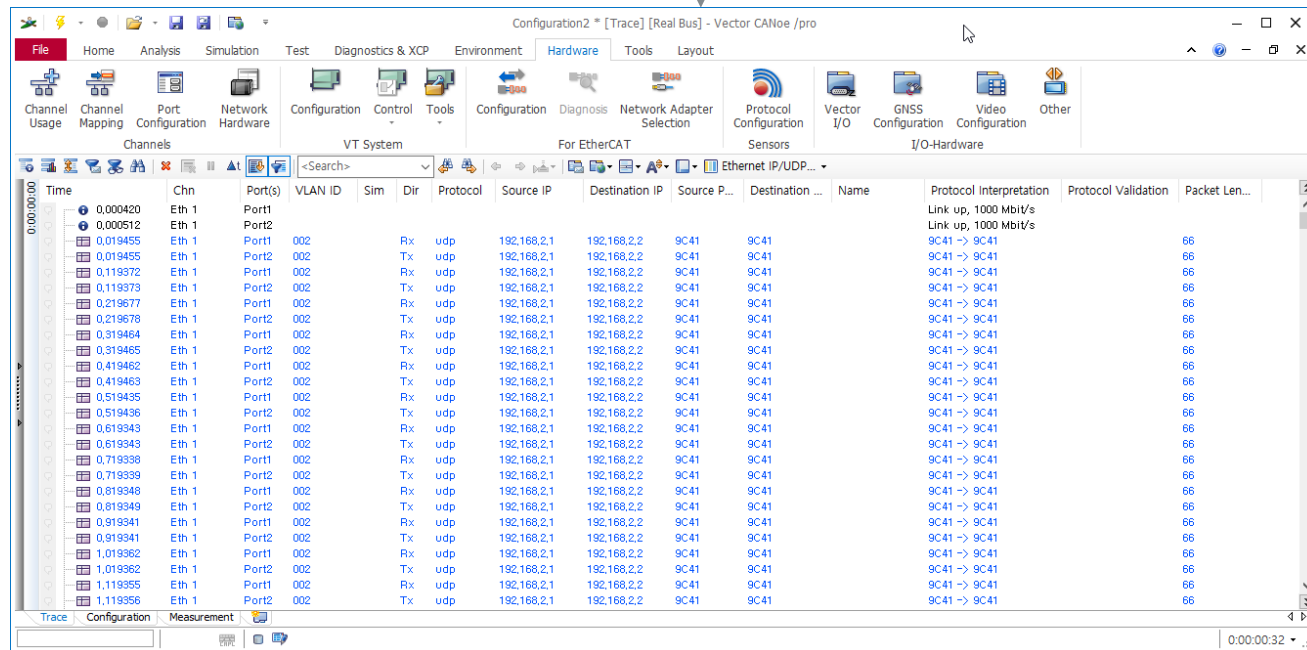 Configuration2 * [Trace] [Real Bus] - Vector CANoe /pro
File Home Analysis Simulation Test Diagnostics & XCP Environment Hardware Tools Layout
Channel Usage Channel Mapping Port Configuration Network Hardware Configuration Control Tools Configuration Diagnosis Network Adapter Selection Protocol Configuration Vector I/O GNSS Configuration Video Configuration Other
Channels VT System For EtherCAT Sensors I/O-Hardware
Δt <Search> Ethernet IP/UDP...
0:00:00:00
Time Chn Port(s) VLAN ID Sim Dir Protocol Source IP Destination IP Source P... Destination ... Name Protocol Interpretation Protocol Validation Packet Len...
0,000420 Eth 1 Port1 Link up, 1000 Mbit/s
0,000512 Eth 1 Port2 Link up, 1000 Mbit/s
0,019455 Eth 1 Port1 002 Rx udp 192,168,2,1 192,168,2,2 9C41 9C41 9C41 -> 9C41 66
0,019455 Eth 1 Port2 002 Tx udp 192,168,2,1 192,168,2,2 9C41 9C41 9C41 -> 9C41 66
0,119372 Eth 1 Port1 002 Rx udp 192,168,2,1 192,168,2,2 9C41 9C41 9C41 -> 9C41 66
0,119373 Eth 1 Port2 002 Tx udp 192,168,2,1 192,168,2,2 9C41 9C41 9C41 -> 9C41 66
0,219677 Eth 1 Port1 002 Rx udp 192,168,2,1 192,168,2,2 9C41 9C41 9C41 -> 9C41 66
0,219678 Eth 1 Port2 002 Tx udp 192,168,2,1 192,168,2,2 9C41 9C41 9C41 -> 9C41 66
0,319464 Eth 1 Port1 002 Rx udp 192,168,2,1 192,168,2,2 9C41 9C41 9C41 -> 9C41 66
0,319465 Eth 1 Port2 002 Tx udp 192,168,2,1 192,168,2,2 9C41 9C41 9C41 -> 9C41 66
0,419462 Eth 1 Port1 002 Rx udp 192,168,2,1 192,168,2,2 9C41 9C41 9C41 -> 9C41 66
0,419463 Eth 1 Port2 002 Tx udp 192,168,2,1 192,168,2,2 9C41 9C41 9C41 -> 9C41 66
0,519435 Eth 1 Port1 002 Rx udp 192,168,2,1 192,168,2,2 9C41 9C41 9C41 -> 9C41 66
0,519436 Eth 1 Port2 002 Tx udp 192,168,2,1 192,168,2,2 9C41 9C41 9C41 -> 9C41 66
0,619343 Eth 1 Port1 002 Rx udp 192,168,2,1 192,168,2,2 9C41 9C41 9C41 -> 9C41 66
0,619343 Eth 1 Port2 002 Tx udp 192,168,2,1 192,168,2,2 9C41 9C41 9C41 -> 9C41 66
0,719338 Eth 1 Port1 002 Rx udp 192,168,2,1 192,168,2,2 9C41 9C41 9C41 -> 9C41 66
0,719339 Eth 1 Port2 002 Tx udp 192,168,2,1 192,168,2,2 9C41 9C41 9C41 -> 9C41 66
0,819348 Eth 1 Port1 002 Rx udp 192,168,2,1 192,168,2,2 9C41 9C41 9C41 -> 9C41 66
0,819349 Eth 1 Port2 002 Tx udp 192,168,2,1 192,168,2,2 9C41 9C41 9C41 -> 9C41 66
0,919341 Eth 1 Port1 002 Rx udp 192,168,2,1 192,168,2,2 9C41 9C41 9C41 -> 9C41 66
0,919341 Eth 1 Port2 002 Tx udp 192,168,2,1 192,168,2,2 9C41 9C41 9C41 -> 9C41 66
1,019362 Eth 1 Port1 002 Rx udp 192,168,2,1 192,168,2,2 9C41 9C41 9C41 -> 9C41 66
1,019362 Eth 1 Port2 002 Tx udp 192,168,2,1 192,168,2,2 9C41 9C41 9C41 -> 9C41 66
1,119355 Eth 1 Port1 002 Rx udp 192,168,2,1 192,168,2,2 9C41 9C41 9C41 -> 9C41 66
1,119356 Eth 1 Port2 002 Tx udp 192,168,2,1 192,168,2,2 9C41 9C41 9C41 -> 9C41 66
Trace Configuration Measurement
0:00:00:32